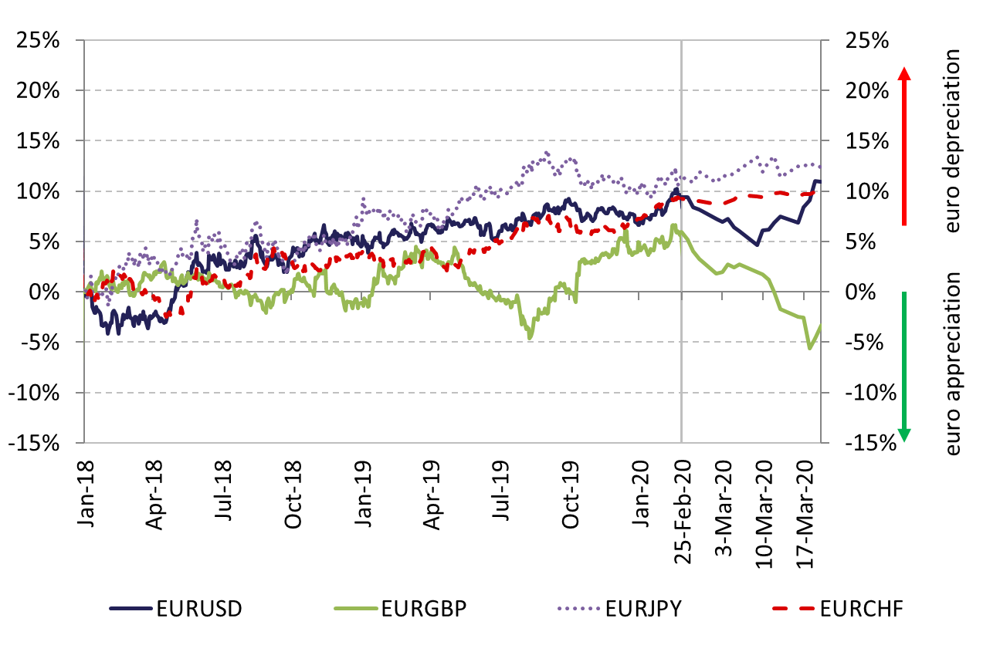 25%
20%
15%
10%
5%
0%
-5%
-10%
-15%
25%
20%
15%
10%
5%
0%
-5%
-10%
-15%
euro depreciation
euro appreciation
Jan-18
Apr-18
Jul-18
Oct-18
Jan-19
Apr-19
Jul-19
Oct-19
Jan-20
25-Feb-20
3-Mar-20
10-Mar-20
17-Mar-20
EURUSD
EURGBP
EURJPY
EURCHF